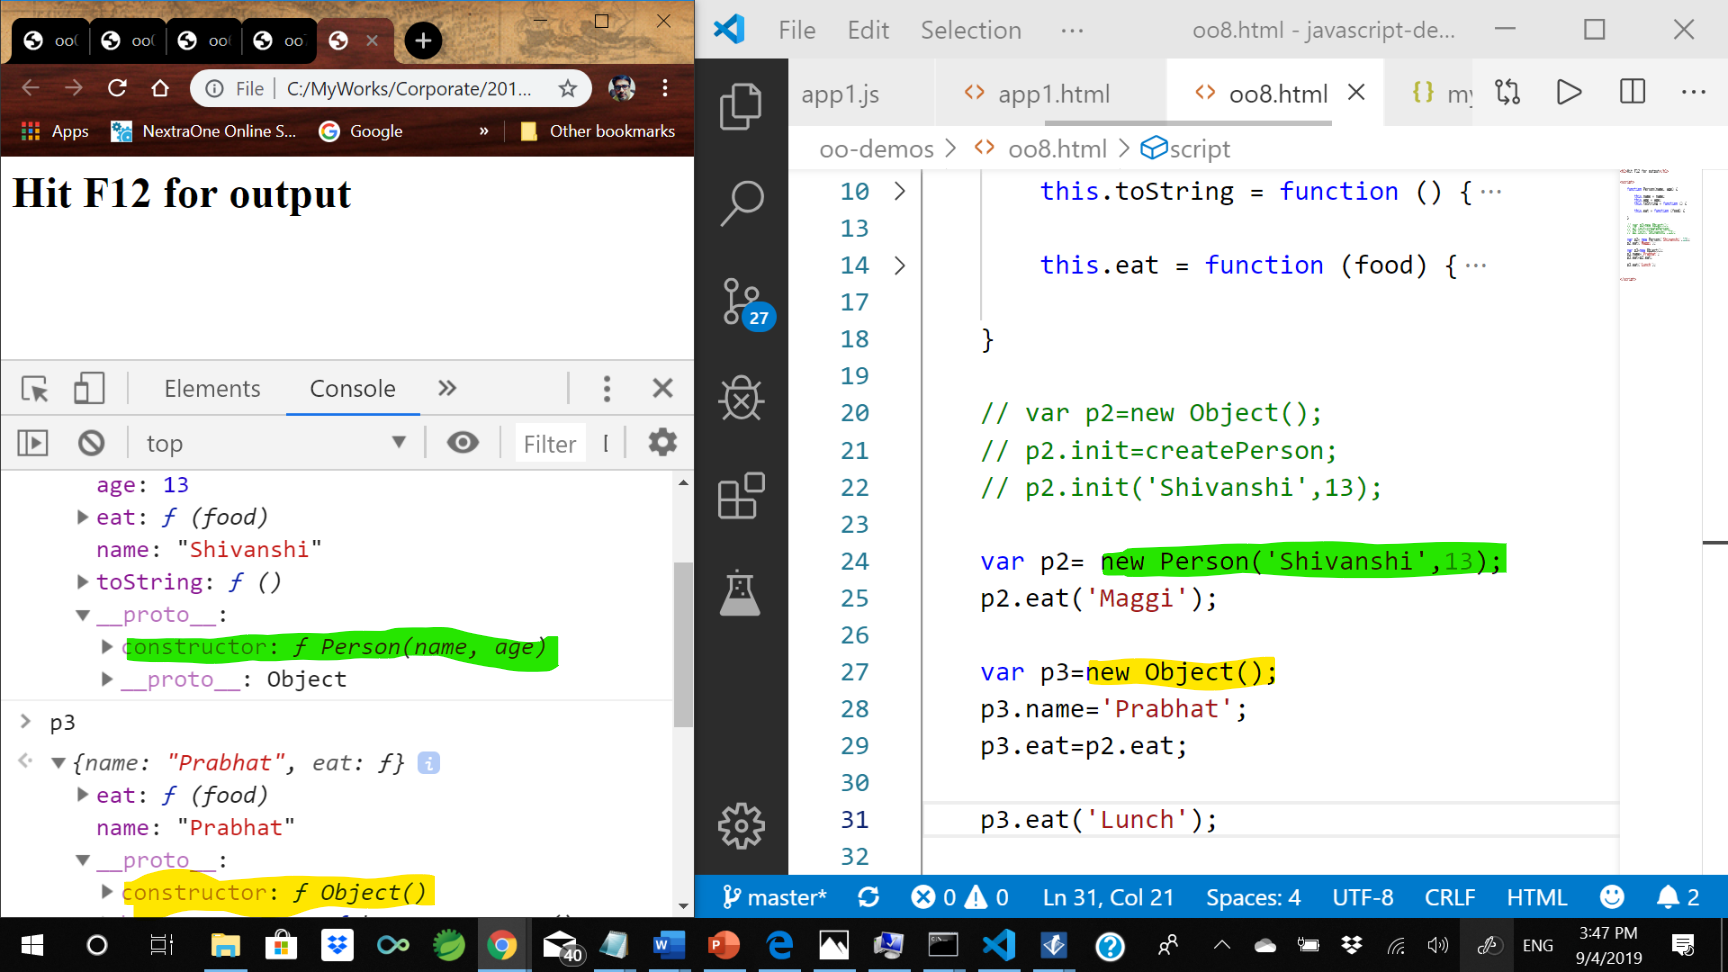 oo
oo
oo
oo
File
C:/MyWorks/Corporate/201...
Apps
NextraOne Online S...
Google
»
Other bookmarks
Hit F12 for output
Elements
Console
top
Filter
age: 13
eat: ƒ (food)
name: "Shivanshi"
toString: ƒ ()
__proto__:
constructor: ƒ Person(name, age)
__proto__: Object
> p3
{name: "Prabhat", eat: ƒ}
eat: ƒ (food)
name: "Prabhat"
__proto__:
constructor: ƒ Object()
File Edit Selection ...
oo8.html - javascript-de...
app1.js
app1.html
oo8.html
my
oo-demos > oo8.html > script
10 this.toString = function () {...
13
14 this.eat = function (food) {...
17
18 }
19
20 // var p2=new Object();
21 // p2.init=createPerson;
22 // p2.init('Shivanshi',13);
23
24 var p2= new Person('Shivanshi',13);
25 p2.eat('Maggi');
26
27 var p3=new Object();
28 p3.name='Prabhat';
29 p3.eat=p2.eat;
30
31 p3.eat('Lunch');
32
27
master* 0 0 Ln 31, Col 21 Spaces: 4 UTF-8 CRLF HTML 2
40
ENG
3:47 PM
9/4/2019